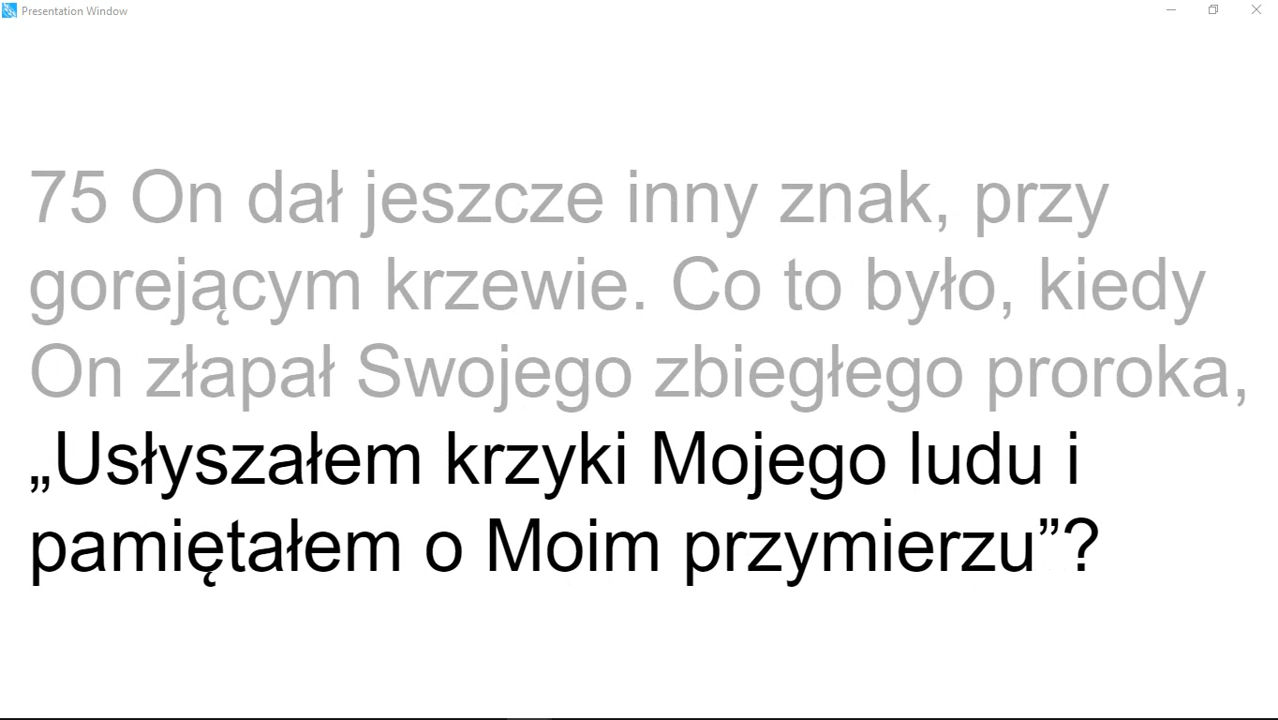 Presentation Window
75 On dał jeszcze inny znak, przy
gorejącym krzewie. Co to było, kiedy
On złapał Swojego zbiegłego proroka,
„Usłyszałem krzyki Mojego ludu i
pamiętałem o Moim przymierzu”?